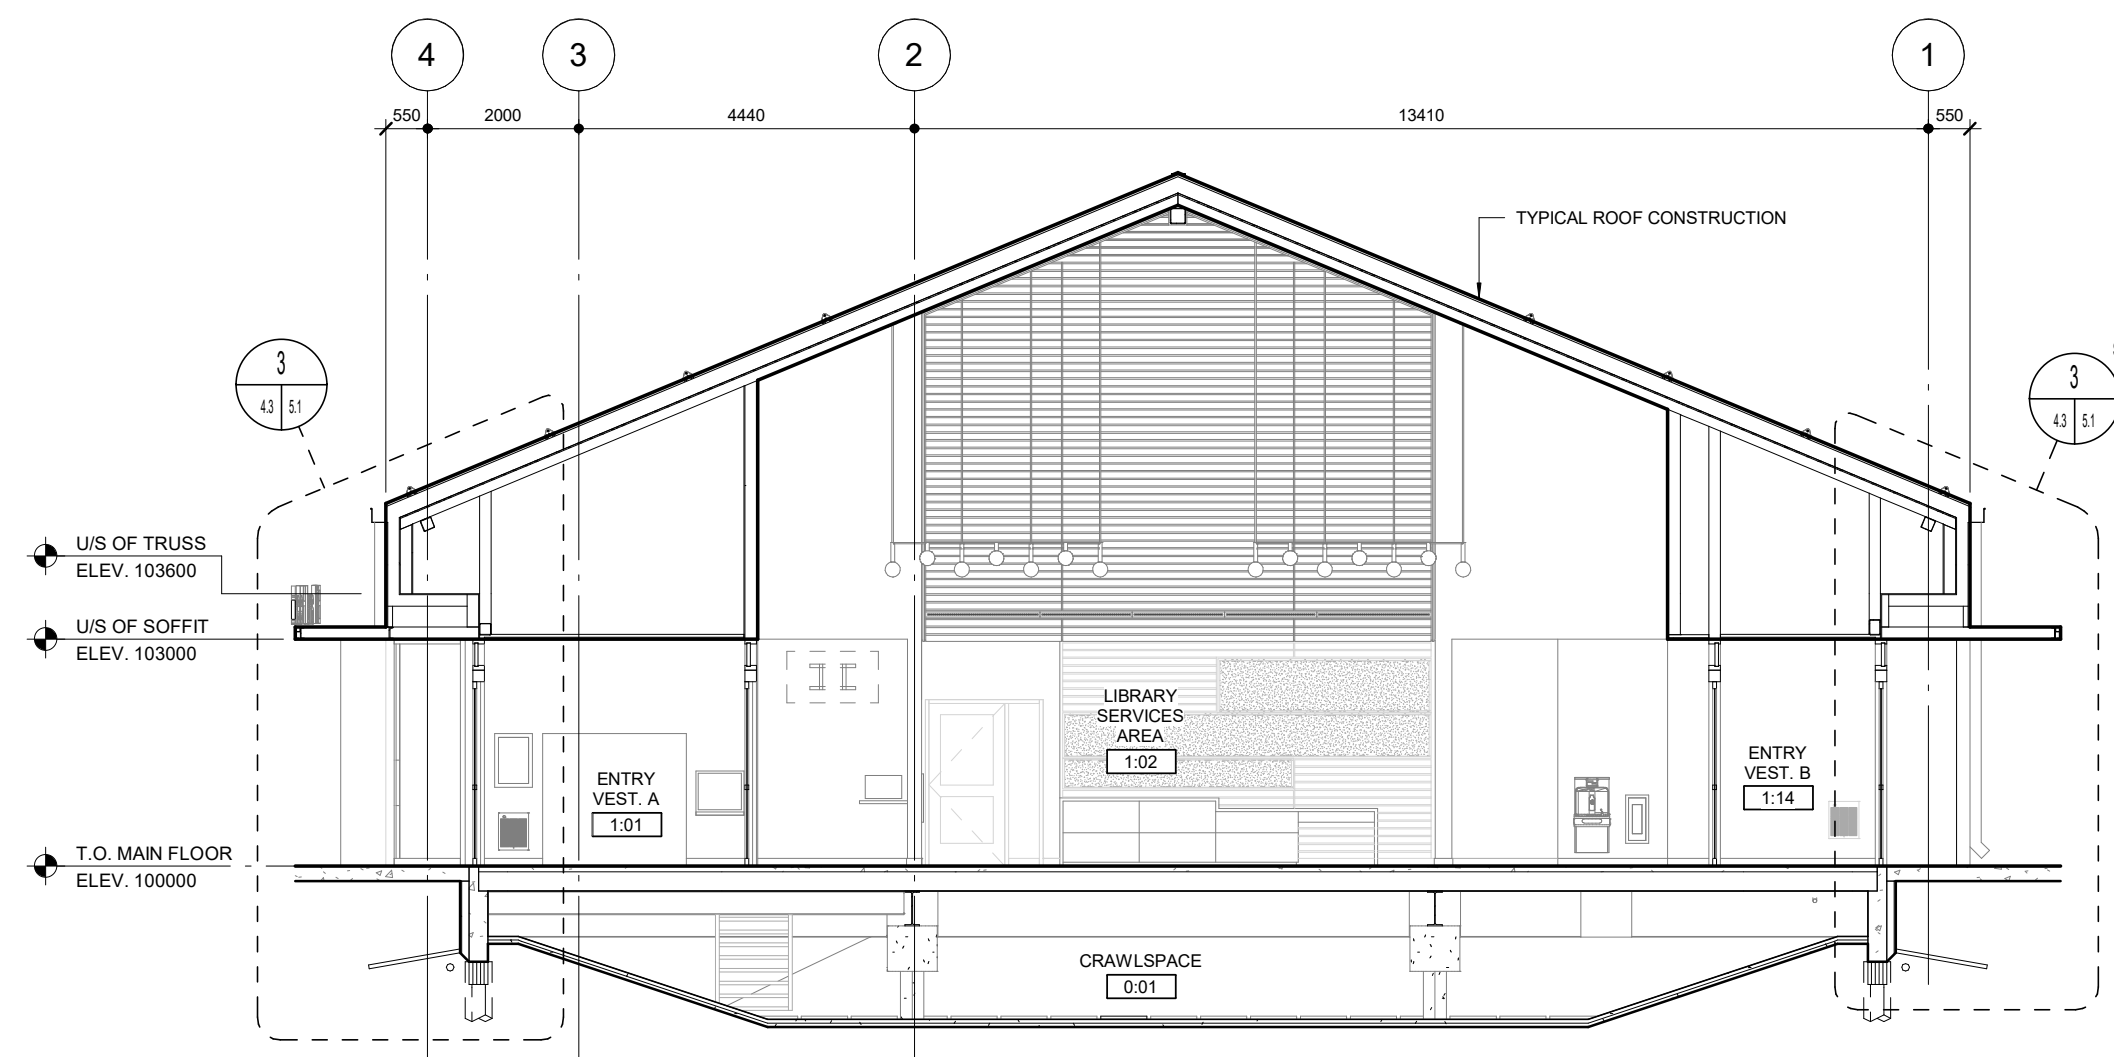 4
3
2
1
550
2000
4440
13410
550
TYPICAL ROOF CONSTRUCTION
3
4.3 5.1
3
4.3 5.1
U/S OF TRUSS
ELEV. 103600
U/S OF SOFFIT
ELEV. 103000
LIBRARY
SERVICES
AREA
1:02
ENTRY
VEST. A
1:01
ENTRY
VEST. B
1:14
T.O. MAIN FLOOR
ELEV. 100000
CRAWLSPACE
0:01